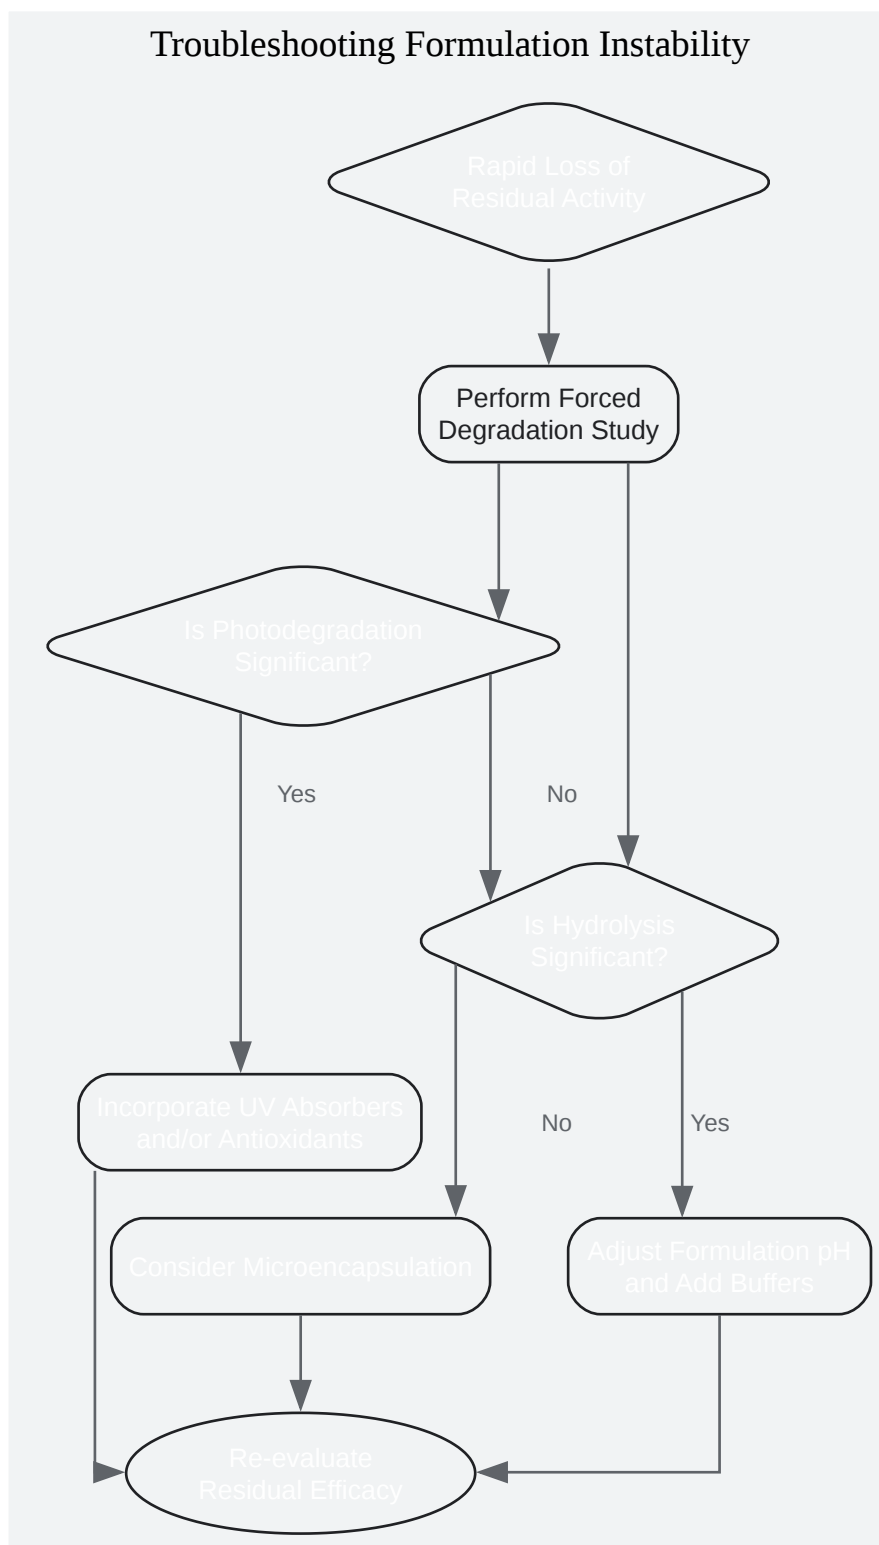 Troubleshooting Formulation Instability
Rapid Loss of
Residual Activity
Perform Forced
Degradation Study
Is Photodegradation
Significant?
Yes
No
Is Hydrolysis
Significant?
Incorporate UV Absorbers
and/or Antioxidants
No
Yes
Consider Microencapsulation
Adjust Formulation pH
and Add Buffers
Re-evaluate
Residual Efficacy